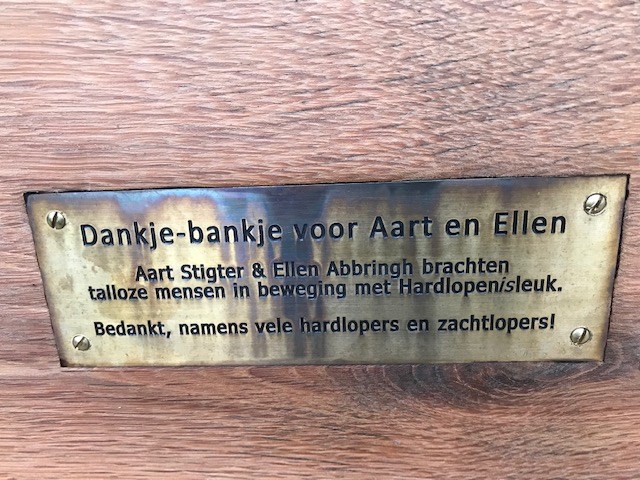 Dankje-bankje voor Aart en Ellen
Aart Stigter & Ellen Abbringh brachten
talloze mensen in beweging met Hardlopenisleuk.
Bedankt, namens vele hardlopers en zachtlopers!